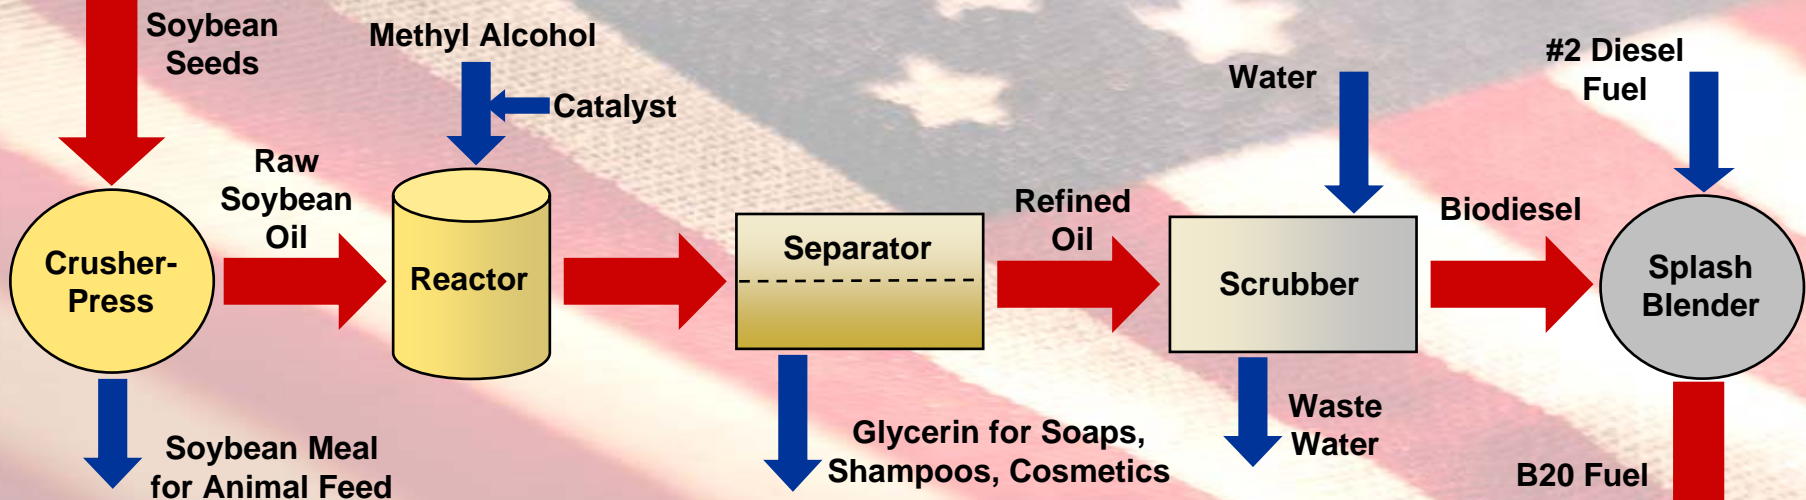 Soybean
Seeds
Methyl Alcohol
Catalyst
Water
#2 Diesel
Fuel
Raw
Soybean
Oil
Refined
Oil
Biodiesel
Crusher-
Press
Reactor
Separator
Scrubber
Splash
Blender
Soybean Meal
for Animal Feed
Glycerin for Soaps,
Shampoos, Cosmetics
Waste
Water
B20 Fuel